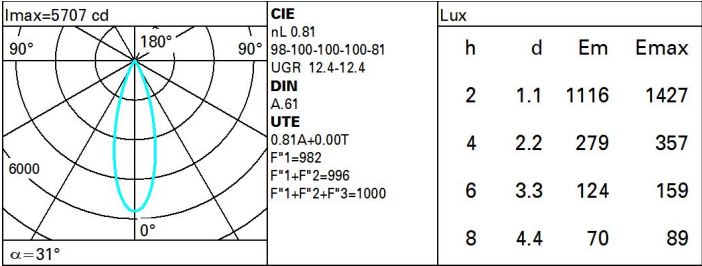 Imax=5707 cd
90° 180° 90°
6000
0°
α=31°
CIE
nL 0.81
98-100-100-100-81
UGR 12.4-12.4
DIN
A.61
UTE
0.81A+0.00T
F"1=982
F"1+F"2=996
F"1+F"2+F"3=1000
Lux
h d Em Emax
2 1.1 1116 1427
4 2.2 279 357
6 3.3 124 159
8 4.4 70 89